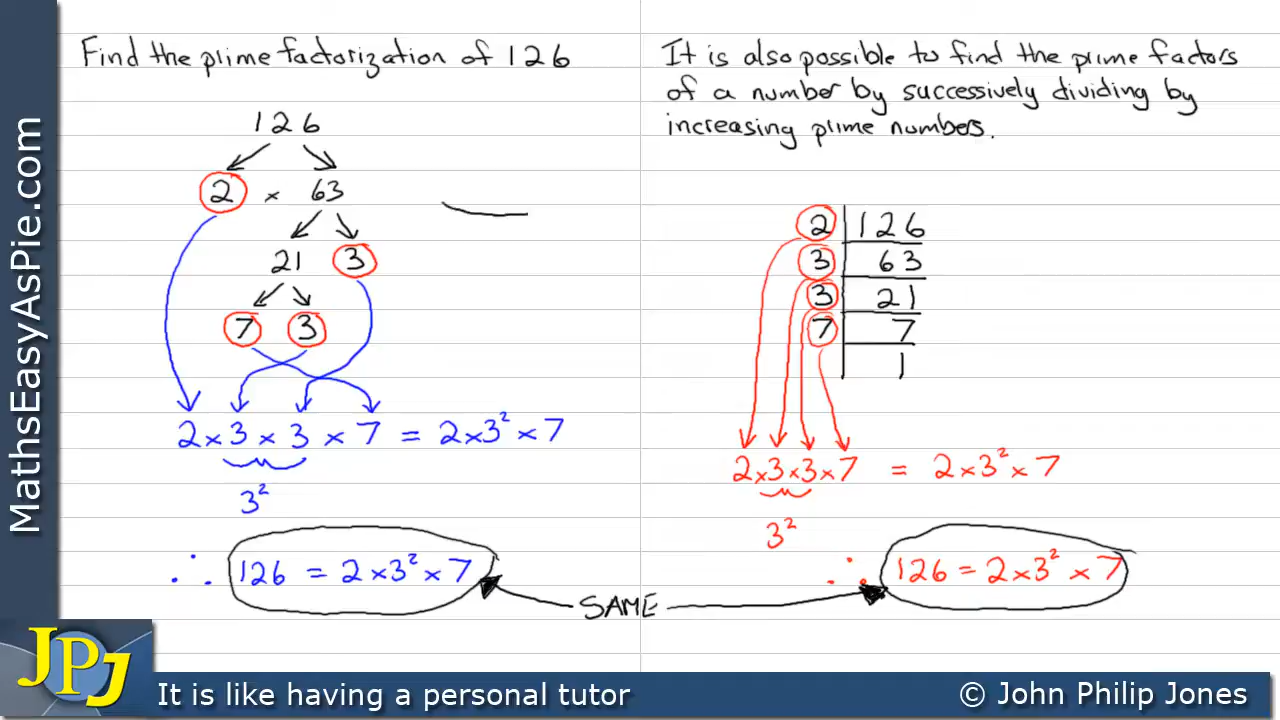 MathsEasyAsPie.com
Find the prime factorization of 126
126
2 × 63
21 3
7 3
2 × 3 × 3 × 7 = 2 × 3² × 7
3²
∴ 126 = 2 × 3² × 7
SAME
It is also possible to find the prime factors
of a number by successively dividing by
increasing prime numbers.
2 126
3 63
3 21
7 7
1
2 × 3 × 3 × 7 = 2 × 3² × 7
3²
∴ 126 = 2 × 3² × 7
JPJ
It is like having a personal tutor
© John Philip Jones